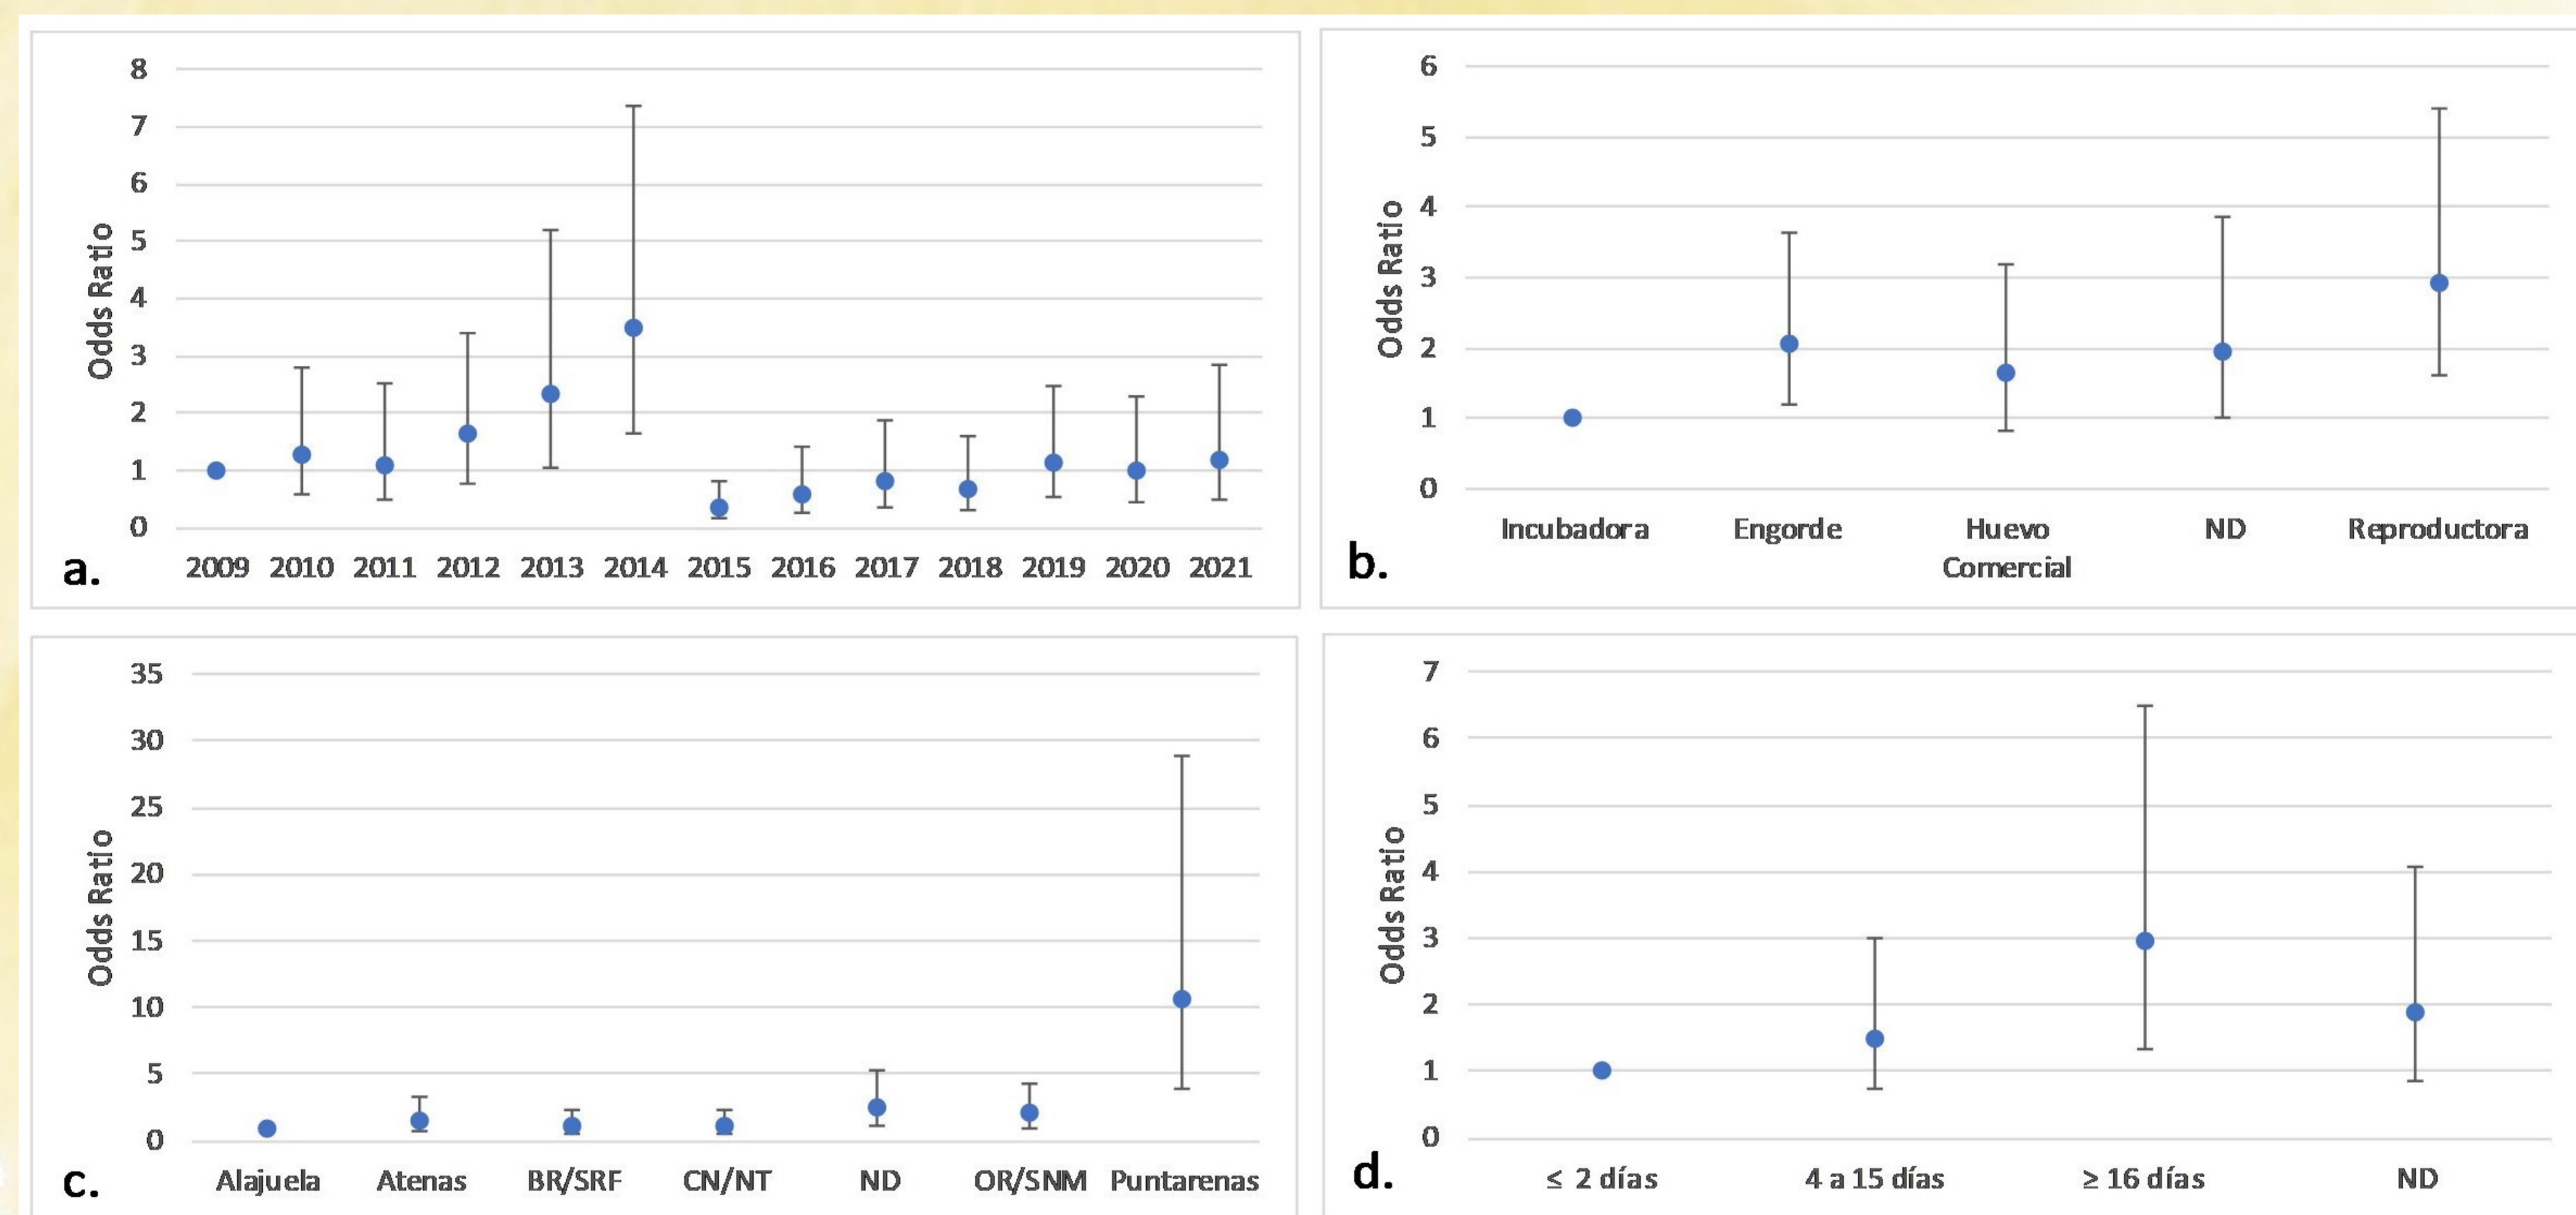 8
7
6
5
4
3
2
1
0
Odds Ratio
2009 2010 2011 2012 2013 2014 2015 2016 2017 2018 2019 2020 2021
a.
6
5
4
3
2
1
0
Odds Ratio
Incubadora Engorde Huevo Comercial ND Reproductora
b.
35
30
25
20
15
10
5
0
Odds Ratio
Alajuela Atenas BR/SRF CN/NT ND OR/SNM Puntarenas
c.
7
6
5
4
3
2
1
0
Odds Ratio
≤ 2 días 4 a 15 días ≥ 16 días ND
d.